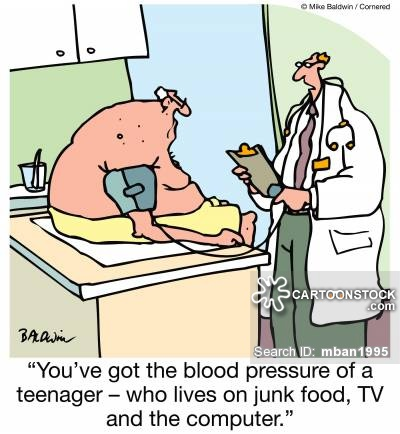 © Mike Baldwin / Cornered
BALDWIN
CARTOONSTOCK
.com
Search ID: mban1995
“You’ve got the blood pressure of a
teenager – who lives on junk food, TV
and the computer.”